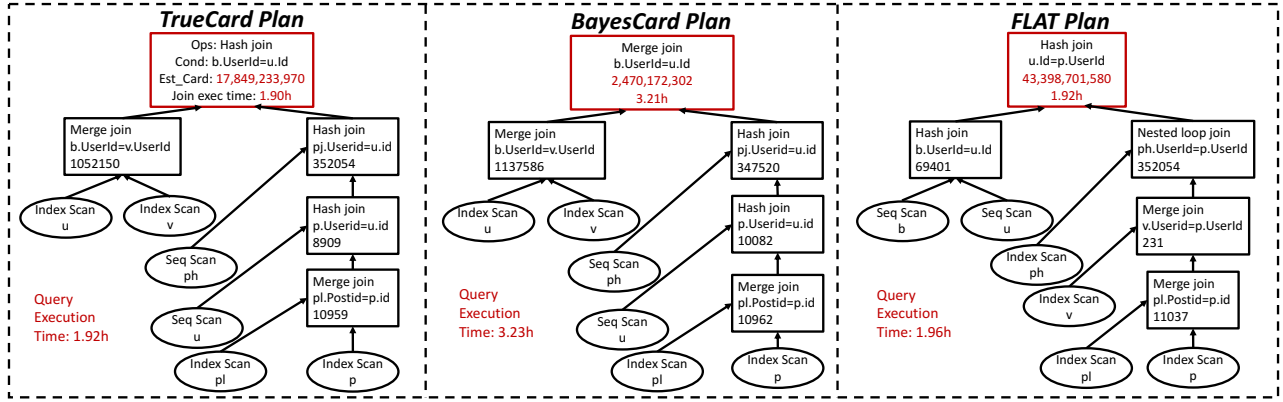 TrueCard Plan
Ops: Hash join
Cond: b.UserId=u.Id
Est_Card: 17,849,233,970
Join exec time: 1.90h
Merge join
b.UserId=v.UserId
1052150
Hash join
pj.Userid=u.id
352054
Index Scan
u
Index Scan
v
Hash join
p.Userid=u.id
8909
Seq Scan
ph
Merge join
pl.Postid=p.id
10959
Query
Execution
Time: 1.92h
Seq Scan
u
Index Scan
pl
Index Scan
p
BayesCard Plan
Merge join
b.UserId=u.Id
2,470,172,302
3.21h
Merge join
b.UserId=v.UserId
1137586
Hash join
pj.Userid=u.id
347520
Index Scan
u
Index Scan
v
Hash join
p.Userid=u.id
10082
Seq Scan
ph
Merge join
pl.Postid=p.id
10962
Query
Execution
Time: 3.23h
Seq Scan
u
Index Scan
pl
Index Scan
p
FLAT Plan
Hash join
u.Id=p.UserId
43,398,701,580
1.92h
Hash join
b.UserId=u.Id
69401
Nested loop join
ph.UserId=p.UserId
352054
Seq Scan
b
Seq Scan
u
Merge join
v.Userid=p.UserId
231
Index Scan
ph
Merge join
pl.Postid=p.id
11037
Query
Execution
Time: 1.96h
Index Scan
v
Index Scan
pl
Index Scan
p